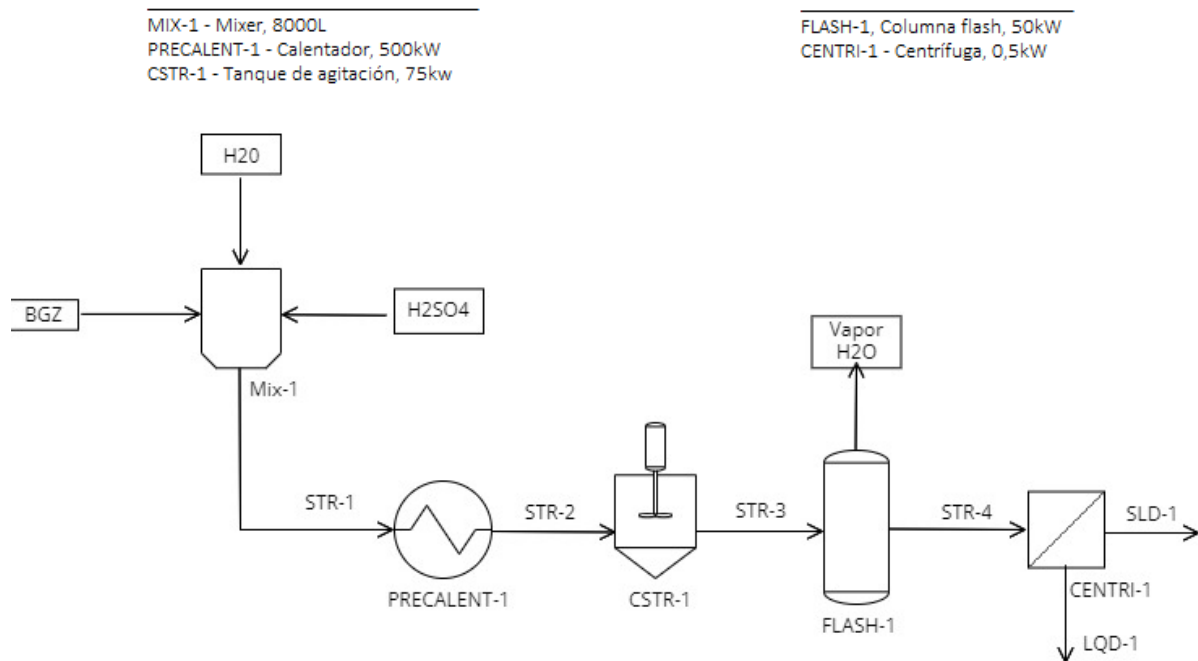 MIX-1 - Mixer, 8000L
PRECALENT-1 - Calentador, 500kW
CSTR-1 - Tanque de agitación, 75kw
FLASH-1, Columna flash, 50kW
CENTRI-1 - Centrífuga, 0,5kW
H20
BGZ
H2SO4
Mix-1
Vapor
H2O
STR-1
STR-2
STR-3
STR-4
SLD-1
PRECALENT-1
CSTR-1
FLASH-1
CENTRI-1
LQD-1